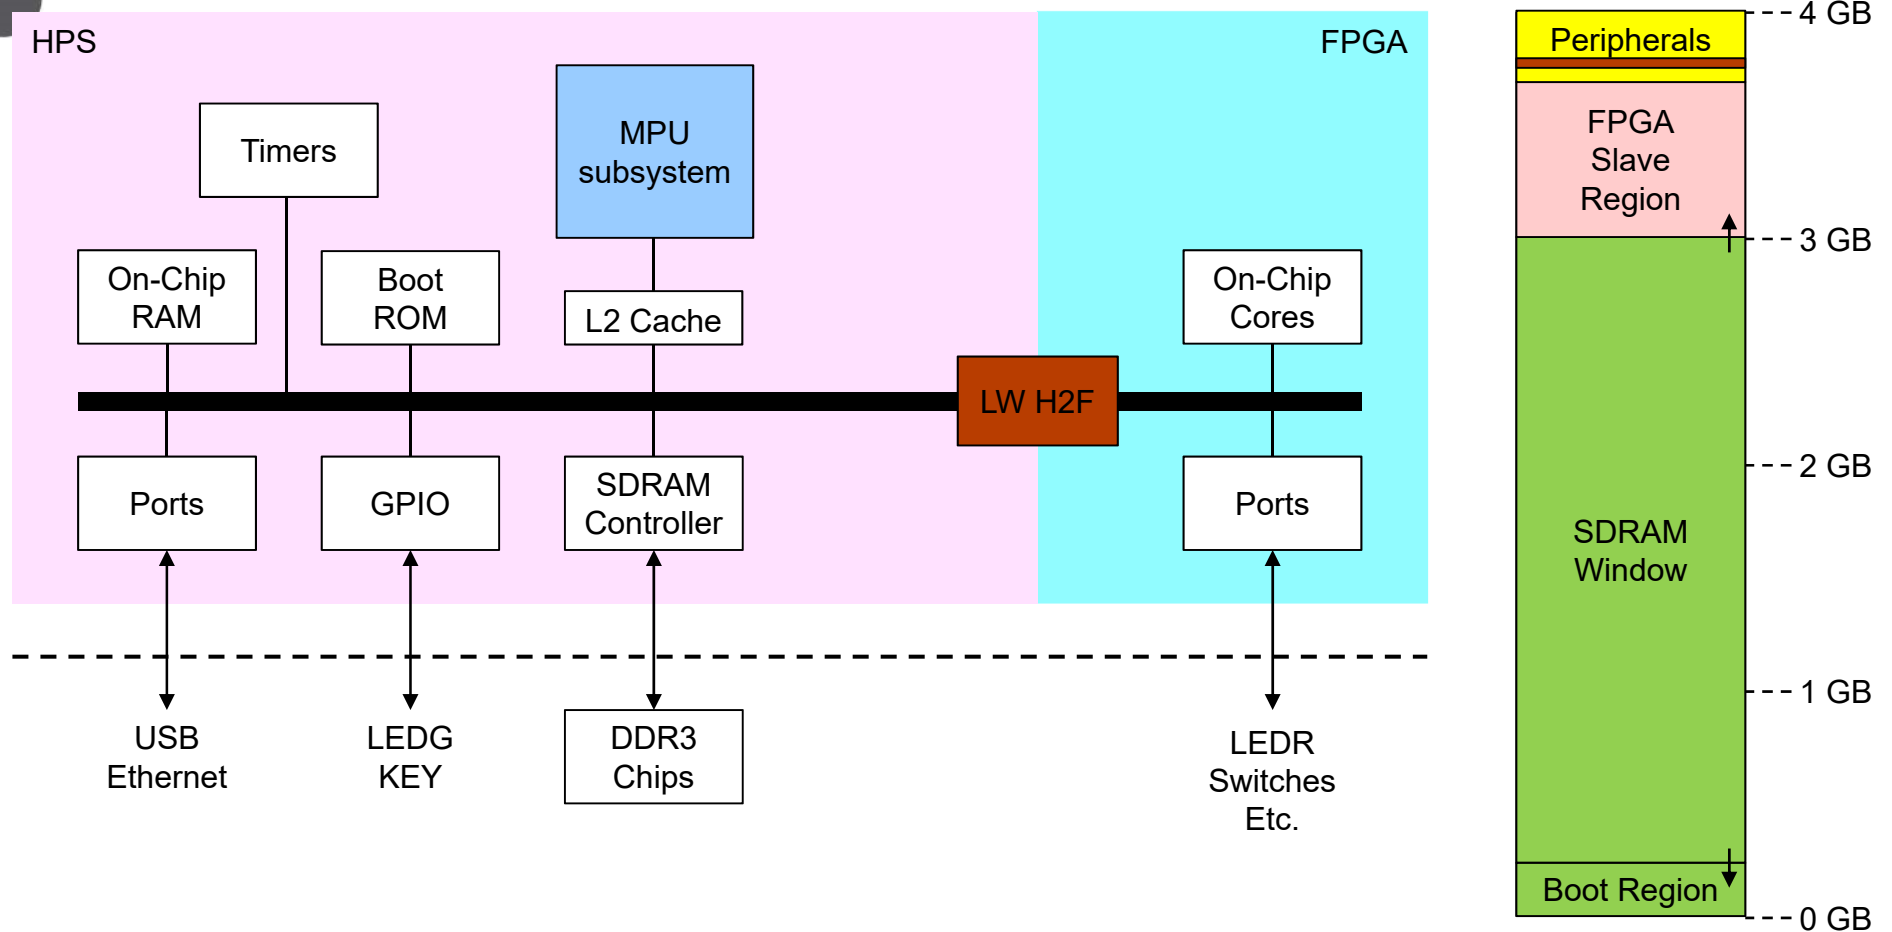 HPS
FPGA
Timers
MPU
subsystem
On-Chip
RAM
Boot
ROM
L2 Cache
On-Chip
Cores
LW H2F
Ports
GPIO
SDRAM
Controller
Ports
USB
Ethernet
LEDG
KEY
DDR3
Chips
LEDR
Switches
Etc.
4 GB
Peripherals
FPGA
Slave
Region
3 GB
2 GB
SDRAM
Window
1 GB
Boot Region
0 GB